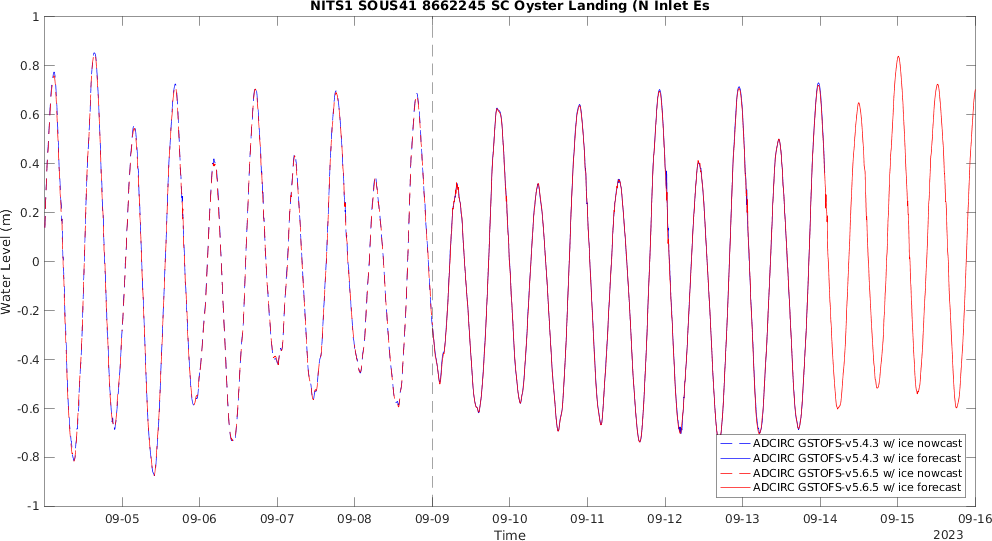 NITS1 SOUS41 8662245 SC Oyster Landing (N Inlet Es
Water Level (m)
1
0.8
0.6
0.4
0.2
0
-0.2
-0.4
-0.6
-0.8
-1
ADCIRC GSTOFS-v5.4.3 w/ ice nowcast
ADCIRC GSTOFS-v5.4.3 w/ ice forecast
ADCIRC GSTOFS-v5.6.5 w/ ice nowcast
ADCIRC GSTOFS-v5.6.5 w/ ice forecast
09-05 09-06 09-07 09-08 09-09 09-10 09-11 09-12 09-13 09-14 09-15 09-16
Time
2023